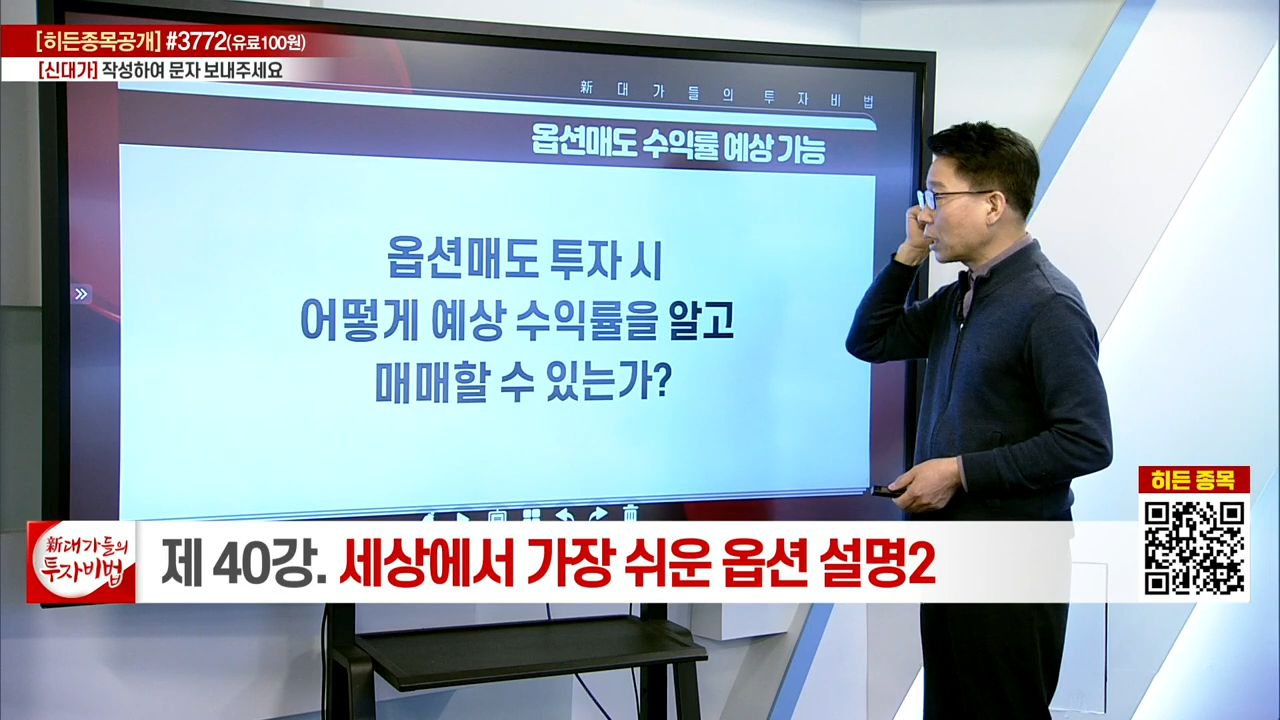 [히든종목공개] #3772(유료100원)
[신대가] 작성하여 문자 보내주세요
新 대 가 들 의 투 자 비 법
옵션매도 수익률 예상 가능
옵션매도 투자 시
어떻게 예상 수익률을 알고
매매할 수 있는가?
히든 종목
新대가들의
투자비법
제 40강. 세상에서 가장 쉬운 옵션 설명2